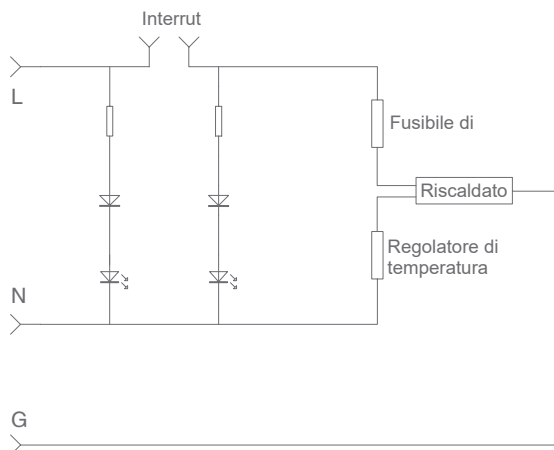 Interrut
L
Fusibile di
Riscaldato
Regolatore di
temperatura
N
G